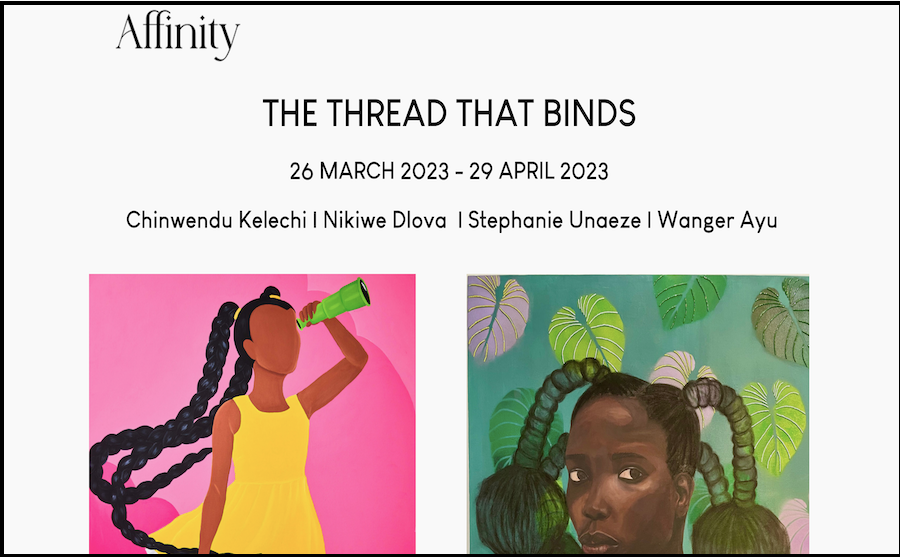 Affinity
THE THREAD THAT BINDS
26 MARCH 2023 - 29 APRIL 2023
Chinwendu Kelechi I Nikiwe Dlova I Stephanie Unaeze I Wanger Ayu